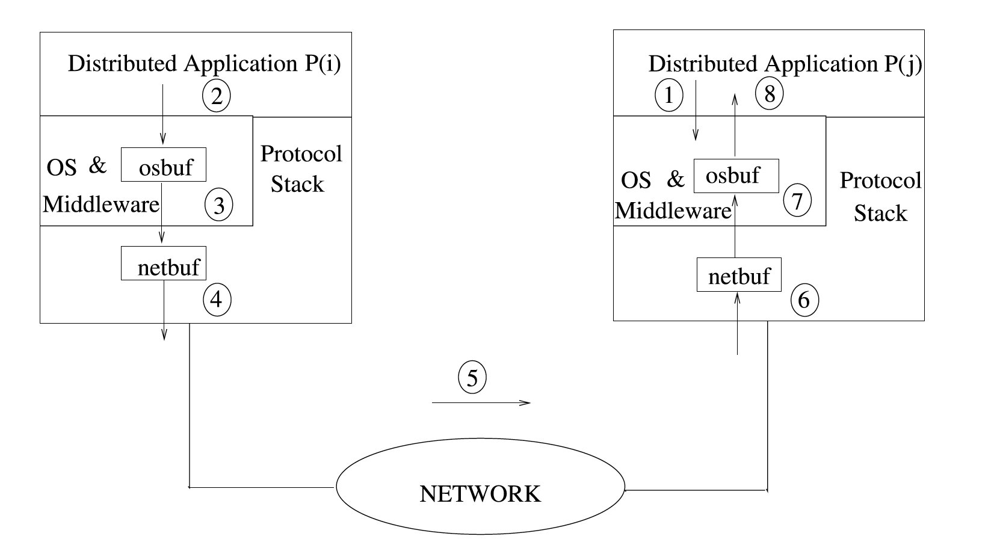 Distributed Application P(i)
2
OS & osbuf
Middleware
3
Protocol
Stack
netbuf
4
5
NETWORK
Distributed Application P(j)
1
8
OS & osbuf
Middleware
7
Protocol
Stack
netbuf
6